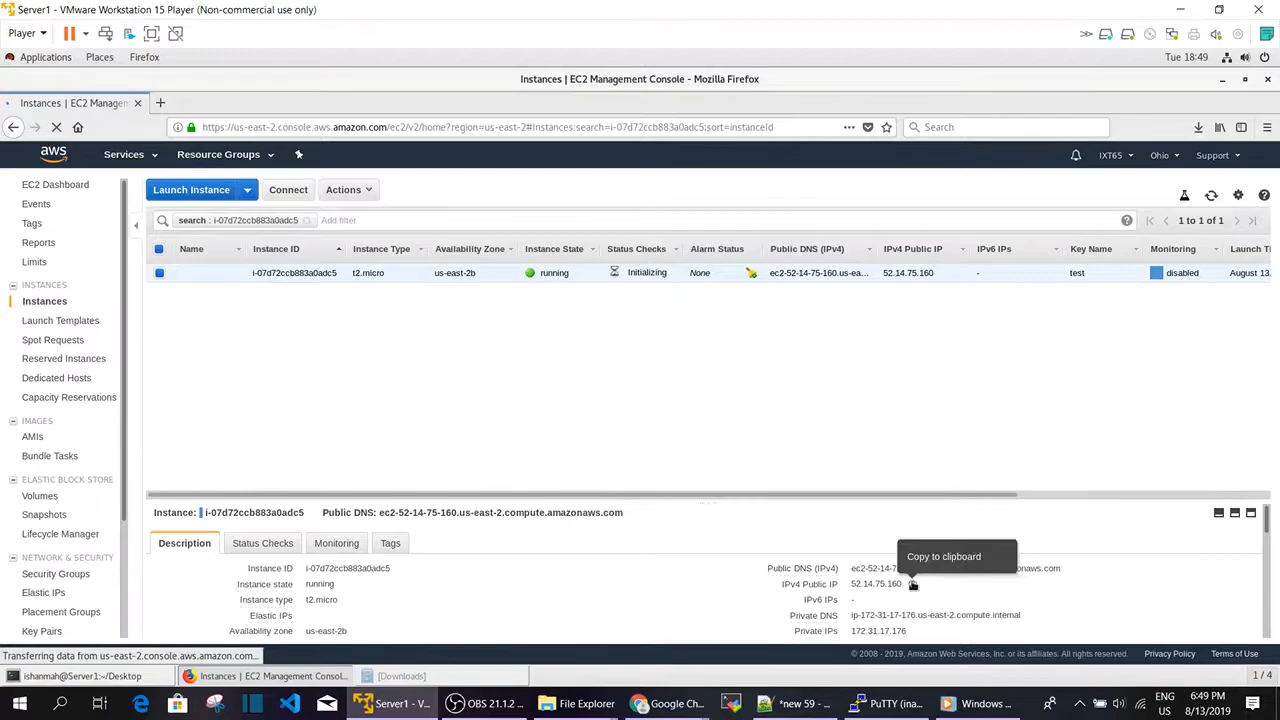 Server1 - VMware Workstation 15 Player (Non-commercial use only)
Player
Applications Places Firefox Tue 18:49
Instances | EC2 Management Console - Mozilla Firefox
Instances | EC2 Manageme
https://us-east-2.console.aws.amazon.com/ec2/v2/home?region=us-east-2#Instances:search=i-07d72ccb883a0adc5;sort=instanceId Search
aws Services Resource Groups IXT65 Ohio Support
EC2 Dashboard
Events
Tags
Reports
Limits
INSTANCES
Instances
Launch Templates
Spot Requests
Reserved Instances
Dedicated Hosts
Capacity Reservations
IMAGES
AMIs
Bundle Tasks
ELASTIC BLOCK STORE
Volumes
Snapshots
Lifecycle Manager
NETWORK & SECURITY
Security Groups
Elastic IPs
Placement Groups
Key Pairs
Launch Instance Connect Actions
search : i-07d72ccb883a0adc5 Add filter 1 to 1 of 1
Name Instance ID Instance Type Availability Zone Instance State Status Checks Alarm Status Public DNS (IPv4) IPv4 Public IP IPv6 IPs Key Name Monitoring Launch Ti
i-07d72ccb883a0adc5 t2.micro us-east-2b running Initializing None ec2-52-14-75-160.us-ea... 52.14.75.160 - test disabled August 13,
Instance: i-07d72ccb883a0adc5 Public DNS: ec2-52-14-75-160.us-east-2.compute.amazonaws.com
Description Status Checks Monitoring Tags
Copy to clipboard
Instance ID i-07d72ccb883a0adc5 Public DNS (IPv4) ec2-52-14-7 onaws.com
Instance state running IPv4 Public IP 52.14.75.160
Instance type t2.micro IPv6 IPs -
Elastic IPs Private DNS ip-172-31-17-176.us-east-2.compute.internal
Availability zone us-east-2b Private IPs 172.31.17.176
Transferring data from us-east-2.console.aws.amazon.com...
© 2008 - 2019, Amazon Web Services, Inc. or its affiliates. All rights reserved. Privacy Policy Terms of Use
ishanmah@Server1:~/Desktop Instances | EC2 Management Consol... [Downloads] 1 / 4
Server1 - V... OBS 21.1.2 ... File Explorer Google Ch... *new 59 - ... PuTTY (ina... Windows ... ENG US 6:49 PM 8/13/2019